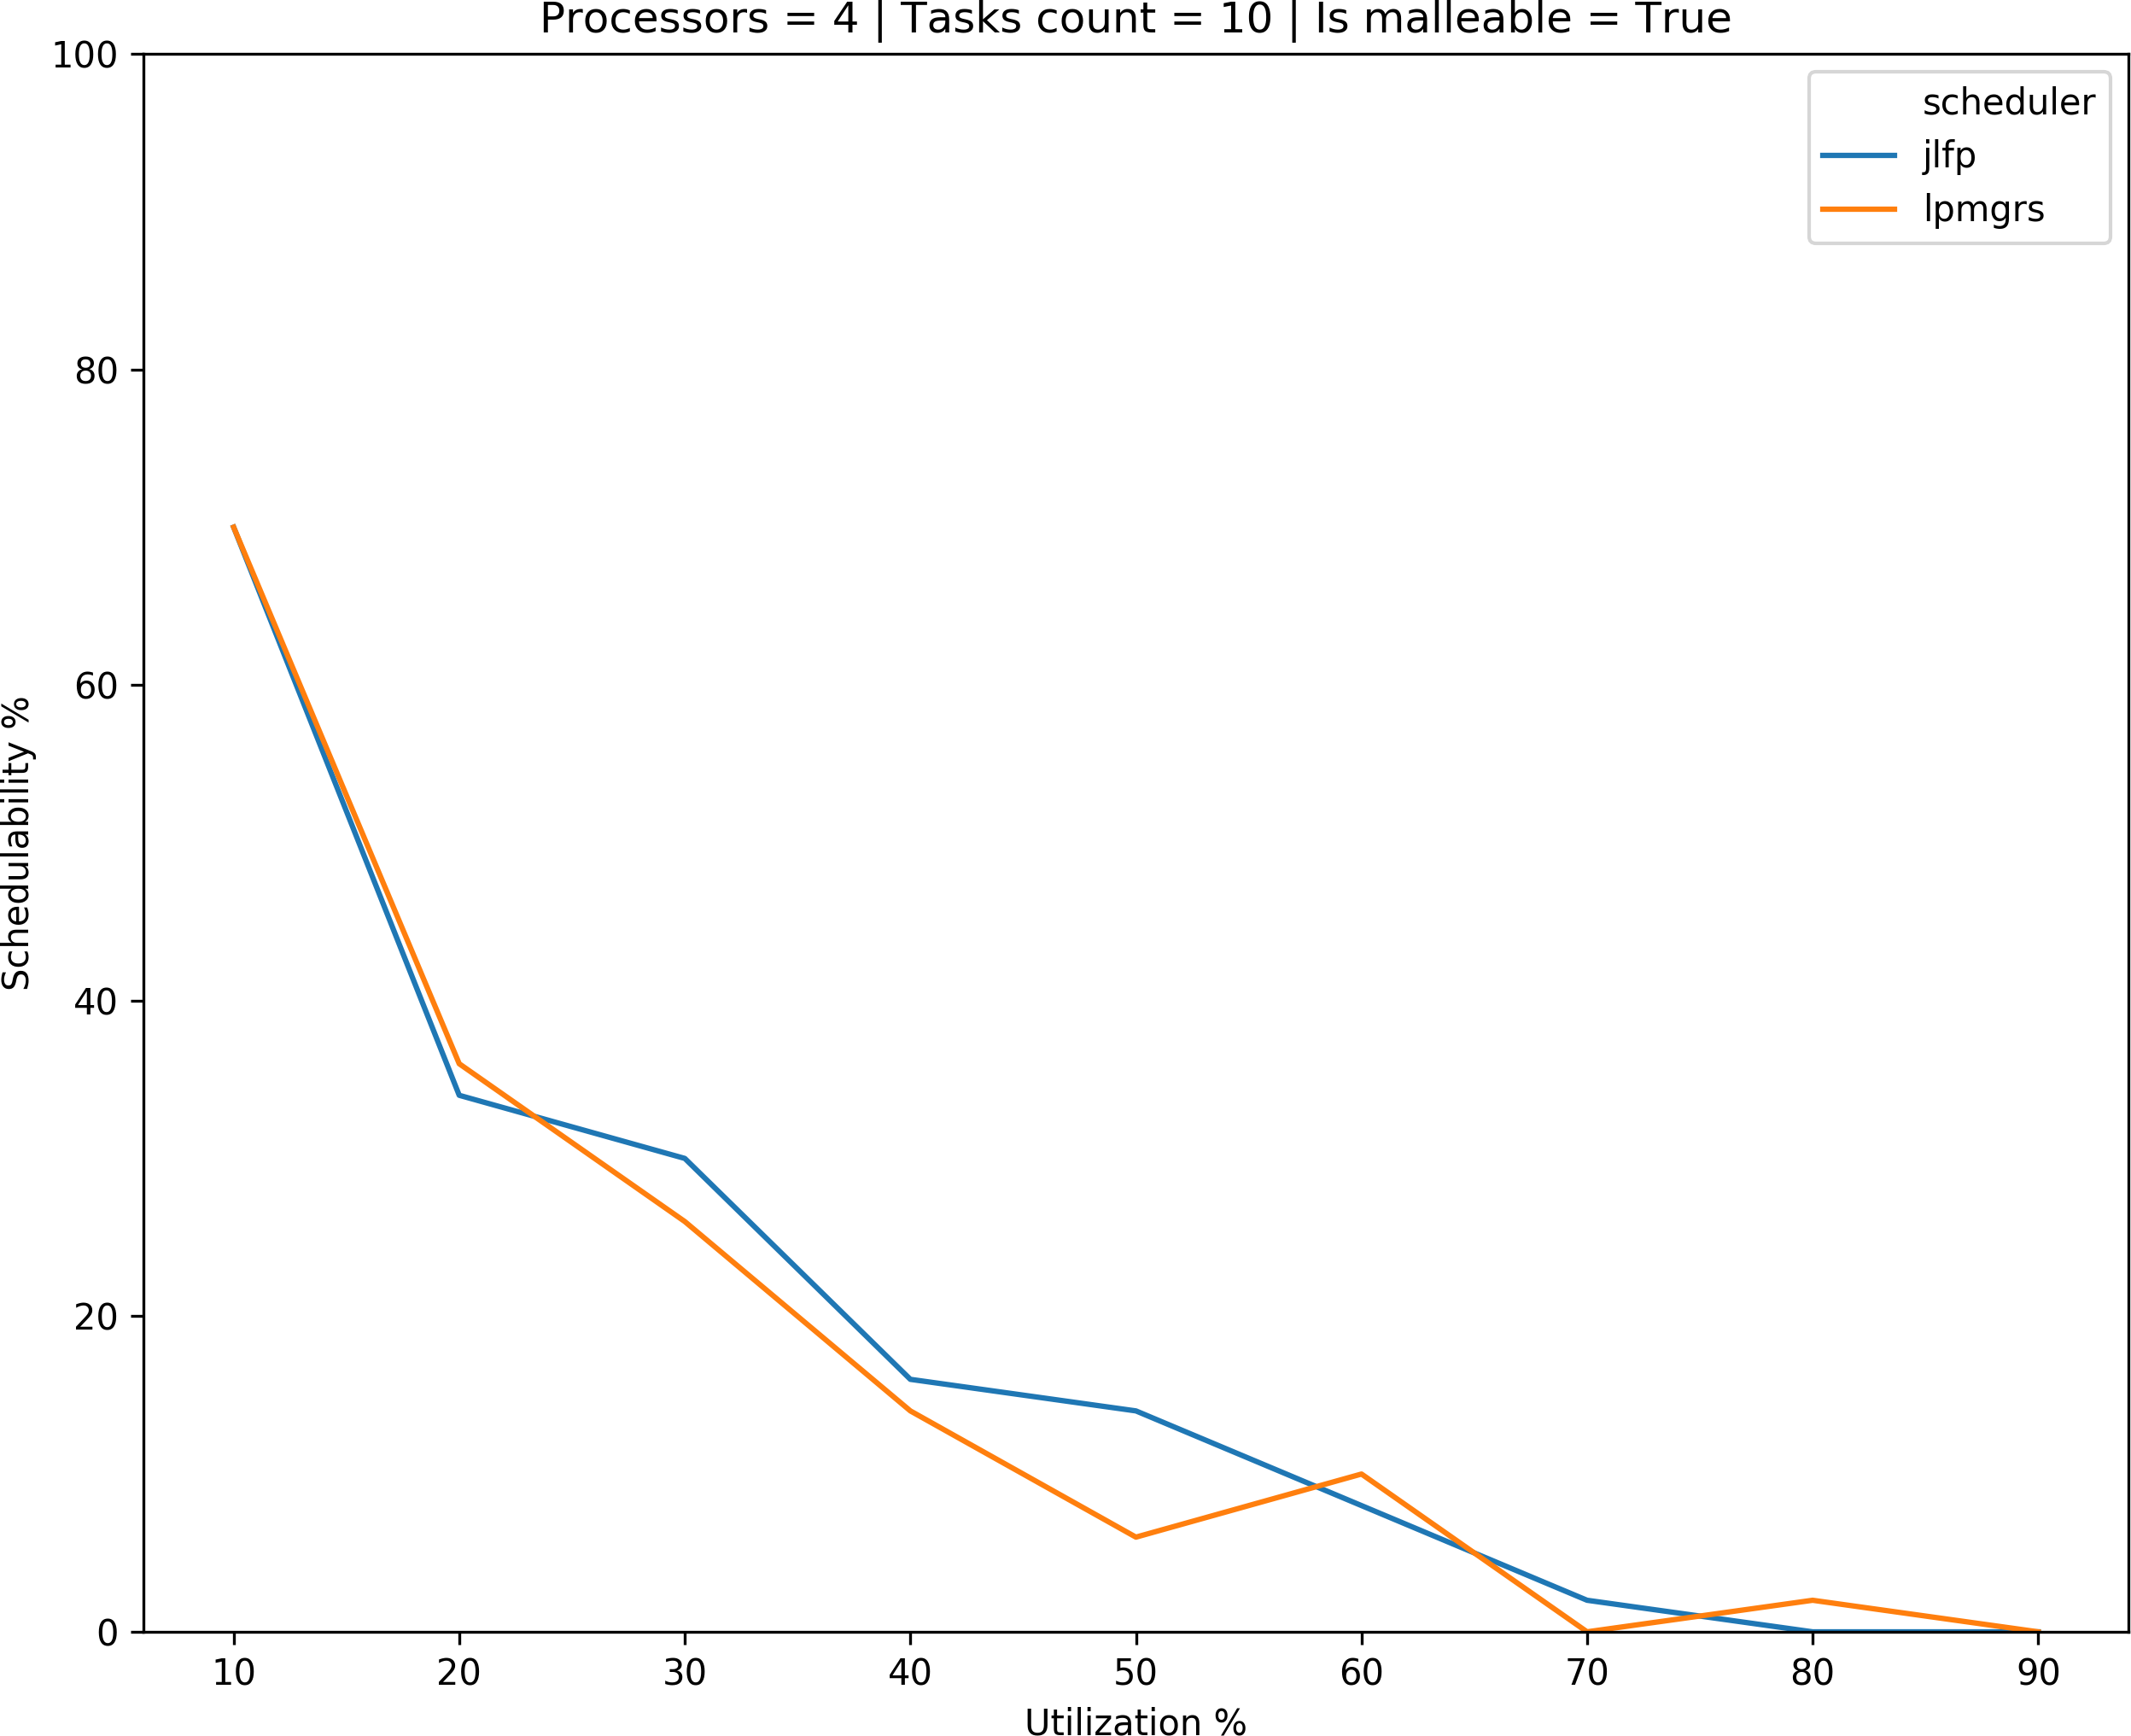 Processors = 4 | Tasks count = 10 | Is malleable = True
scheduler
jlfp
lpmgrs
Schedulability %
100
80
60
40
20
0
10 20 30 40 50 60 70 80 90
Utilization %